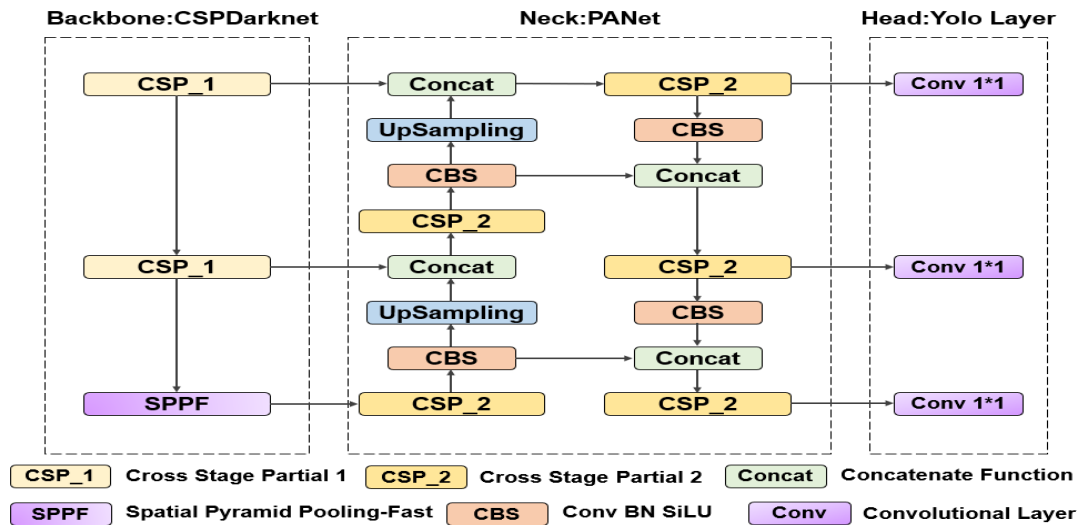 Backbone:CSPDarknet Neck:PANet Head:Yolo Layer
CSP_1 Concat CSP_2 Conv 1*1
UpSampling CBS
CBS Concat
CSP_2
CSP_1 Concat CSP_2 Conv 1*1
UpSampling CBS
CBS Concat
SPPF CSP_2 CSP_2 Conv 1*1
CSP_1 Cross Stage Partial 1 CSP_2 Cross Stage Partial 2 Concat Concatenate Function
SPPF Spatial Pyramid Pooling-Fast CBS Conv BN SiLU Conv Convolutional Layer